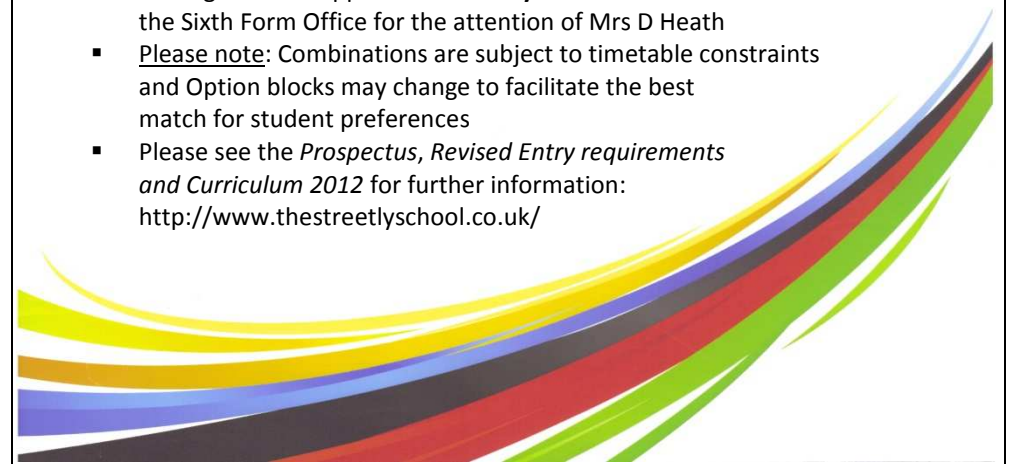 the Sixth Form Office for the attention of Mrs D Heath
▪ Please note: Combinations are subject to timetable constraints
and Option blocks may change to facilitate the best
match for student preferences
▪ Please see the Prospectus, Revised Entry requirements
and Curriculum 2012 for further information:
http://www.thestreetlyschool.co.uk/